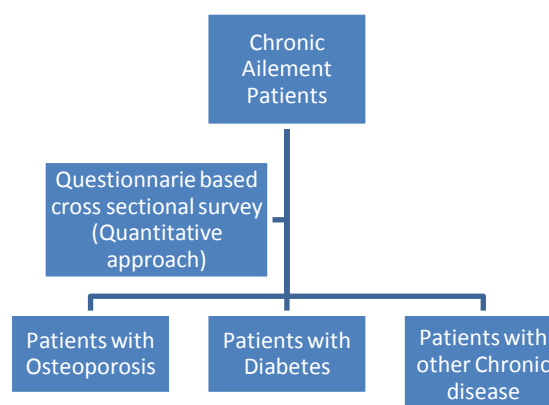 Chronic
Ailement
Patients
Questionnarie based
cross sectional survey
(Quantitative
approach)
Patients with
Osteoporosis
Patients with
Diabetes
Patients with
other Chronic
disease